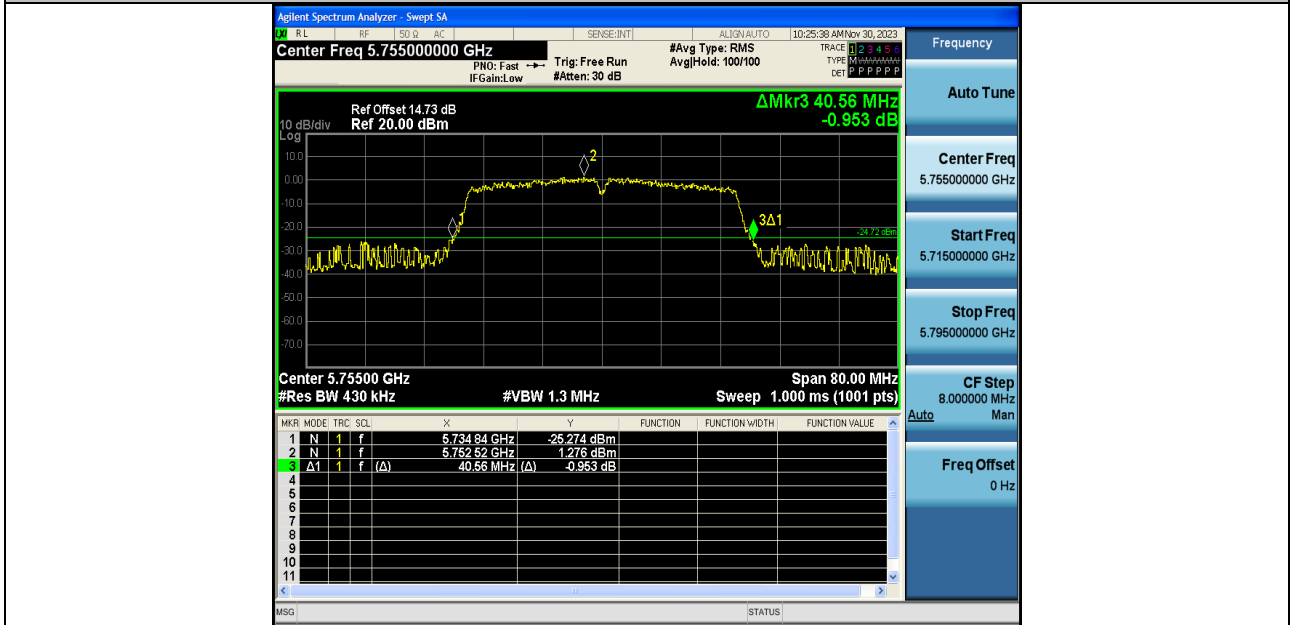 Agilent Spectrum Analyzer - Swept SA
LXI RL RF 50 Ω AC SENSE:INT ALIGN AUTO 10:25:38 AM Nov 30, 2023
Center Freq 5.755000000 GHz
PNO: Fast
IFGain:Low
Trig: Free Run
#Atten: 30 dB
#Avg Type: RMS
Avg|Hold: 100/100
TRACE 1 2 3 4 5 6
TYPE M
DET P P P P P P
ΔMkr3 40.56 MHz
-0.953 dB
Ref Offset 14.73 dB
10 dB/div Ref 20.00 dBm
Log
10.0
0.00
-10.0
-20.0
-30.0
-40.0
-50.0
-60.0
-70.0
1
2
3Δ1
-24.72 dBm
Center 5.75500 GHz Span 80.00 MHz
#Res BW 430 kHz #VBW 1.3 MHz Sweep 1.000 ms (1001 pts)
MKR MODE TRC SCL X Y FUNCTION FUNCTION WIDTH FUNCTION VALUE
1 N 1 f 5.734 84 GHz -25.274 dBm
2 N 1 f 5.752 52 GHz 1.276 dBm
3 Δ1 1 f (Δ) 40.56 MHz (Δ) -0.953 dB
4
5
6
7
8
9
10
11
MSG STATUS
Frequency
Auto Tune
Center Freq
5.755000000 GHz
Start Freq
5.715000000 GHz
Stop Freq
5.795000000 GHz
CF Step
8.000000 MHz
Auto Man
Freq Offset
0 Hz